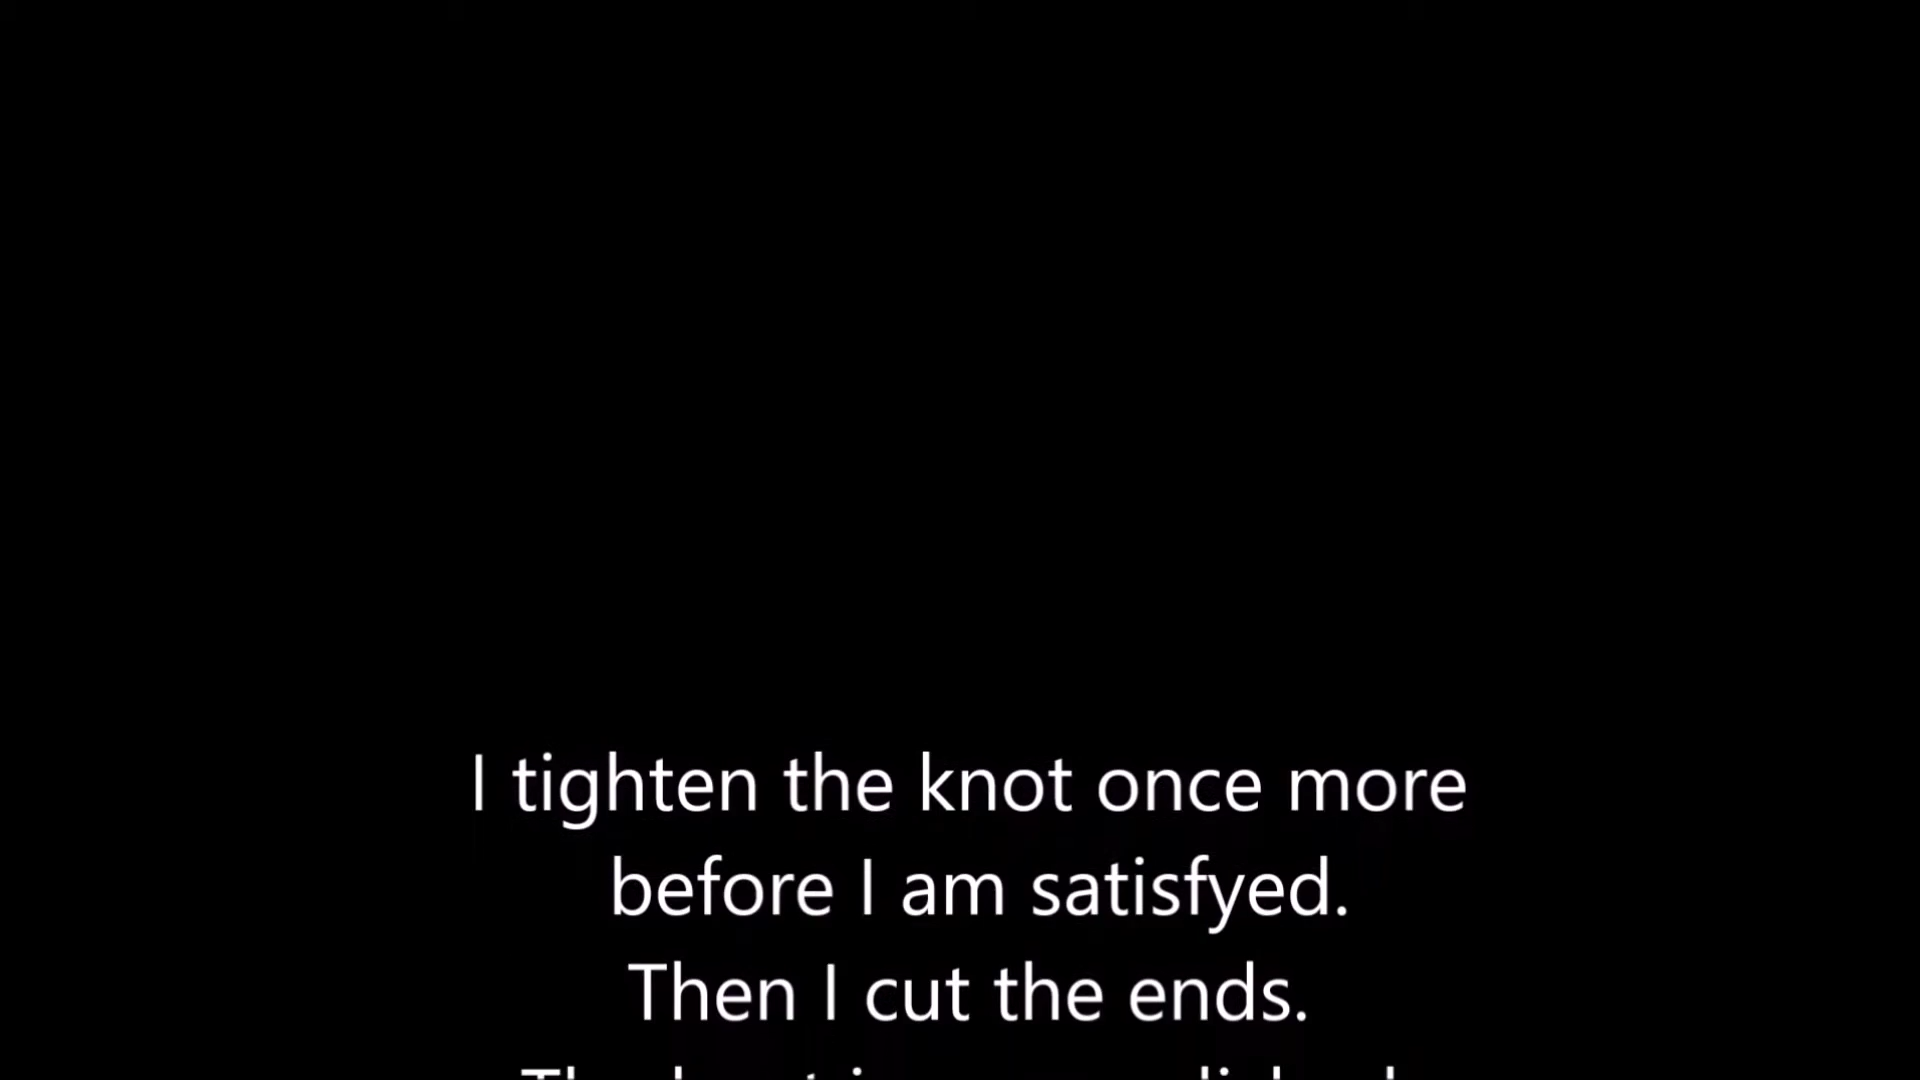 I tighten the knot once more
before I am satisfyed.
Then I cut the ends.